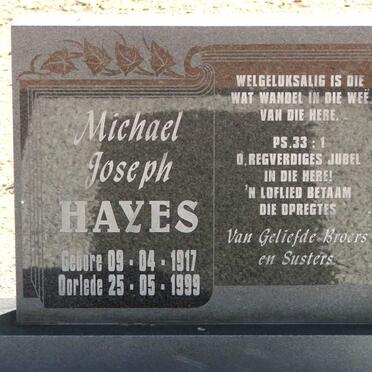 Michael
Joseph
HAYES
Gebore 09 - 04 - 1917
Oorlede 25 - 05 - 1999
WELGELUKSALIG IS DIE
WAT WANDEL IN DIE WEË
VAN DIE HERE. .
PS.33 : 1
O, REGVERDIGES JUBEL
IN DIE HERE!
'N LOFLIED BETAAM
DIE OPREGTES
Van Geliefde Broers
en Susters.